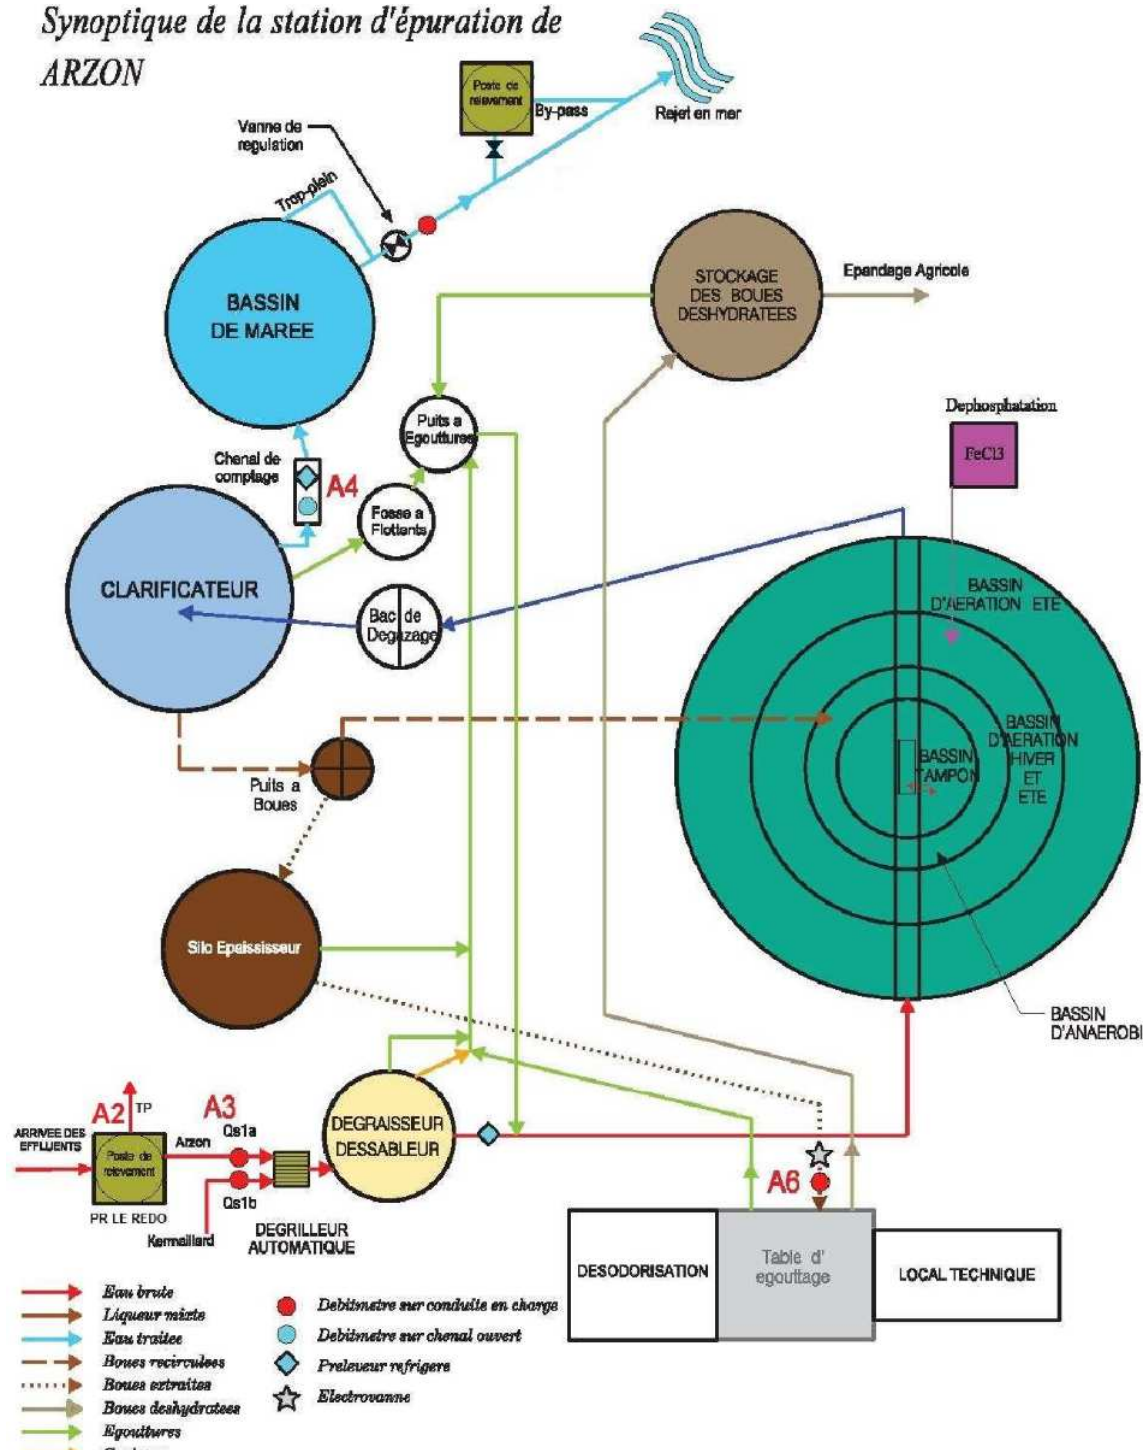 Synoptique de la station d'épuration de
ARZON
Poste de
relevement
By-pass
Rejet en mer
Vanne de
regulation
Trop-plein
BASSIN
DE MAREE
STOCKAGE
DES BOUES
DESHYDRATEES
Epandage Agricole
Puits a
Egouttures
Dephosphatation
FeCl3
Chenal de
comptage
A4
Fosse a
Flottants
CLARIFICATEUR
Bac de
Degazage
BASSIN
D'AERATION ETE
BASSIN
D'AERATION
HIVER
ET
ETE
BASSIN
TAMPON
Puits a
Boues
Silo Epaississeur
BASSIN
D'ANAEROBI
A2
TP
A3
ARRIVEE DES
EFFLUENTS
Poste de
relevement
Arzon
Qs1a
Qs1b
PR LE REDO
Kermaillard
DEGRILLEUR
AUTOMATIQUE
DEGRAISSEUR
DESSABLEUR
A6
DESODORISATION
Table d'
egouttage
LOCAL TECHNIQUE
Eau brute
Liqueur mixte
Eau traitee
Boues recirculees
Boues extraites
Boues deshydratees
Egouttures
Debitmetre sur conduite en charge
Debitmetre sur chenal ouvert
Preleveur refrigere
Electrovanne